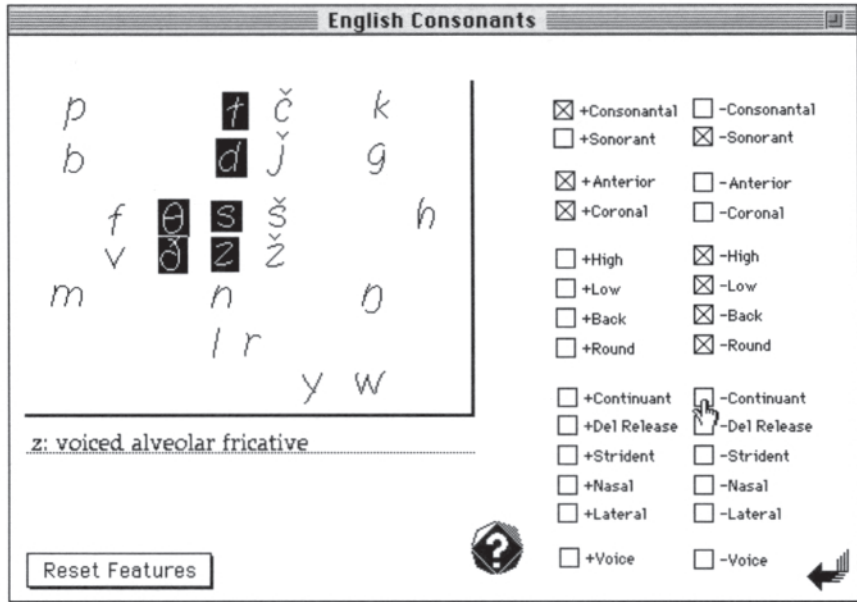 English Consonants
p t č k
b d ǰ g
f θ s š h
v ð z ž
m n ŋ
l r
y w
z: voiced alveolar fricative
Reset Features
+Consonantal -Consonantal
+Sonorant -Sonorant
+Anterior -Anterior
+Coronal -Coronal
+High -High
+Low -Low
+Back -Back
+Round -Round
+Continuant -Continuant
+Del Release -Del Release
+Strident -Strident
+Nasal -Nasal
+Lateral -Lateral
+Voice -Voice
?